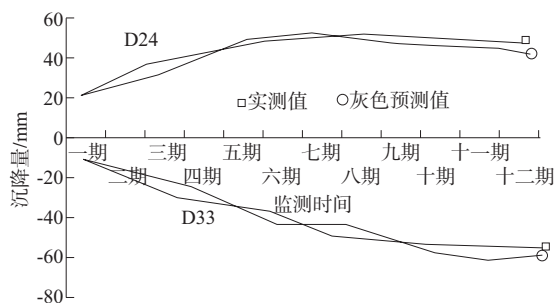 60
D24
40
20
实测值 灰色预测值
0
一期 三期 五期 七期 九期 十一期
二期 四期 六期 八期 十期 十二期
-20
监测时间
D33
-40
-60
-80
沉降量/mm